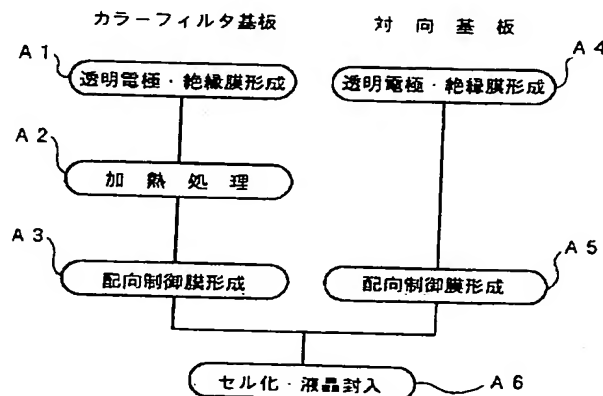 カラーフィルタ基板
対向基板
A1
透明電極・絶縁膜形成
A4
透明電極・絶縁膜形成
A2
加熱処理
A3
配向制御膜形成
A5
配向制御膜形成
セル化・液晶封入
A6